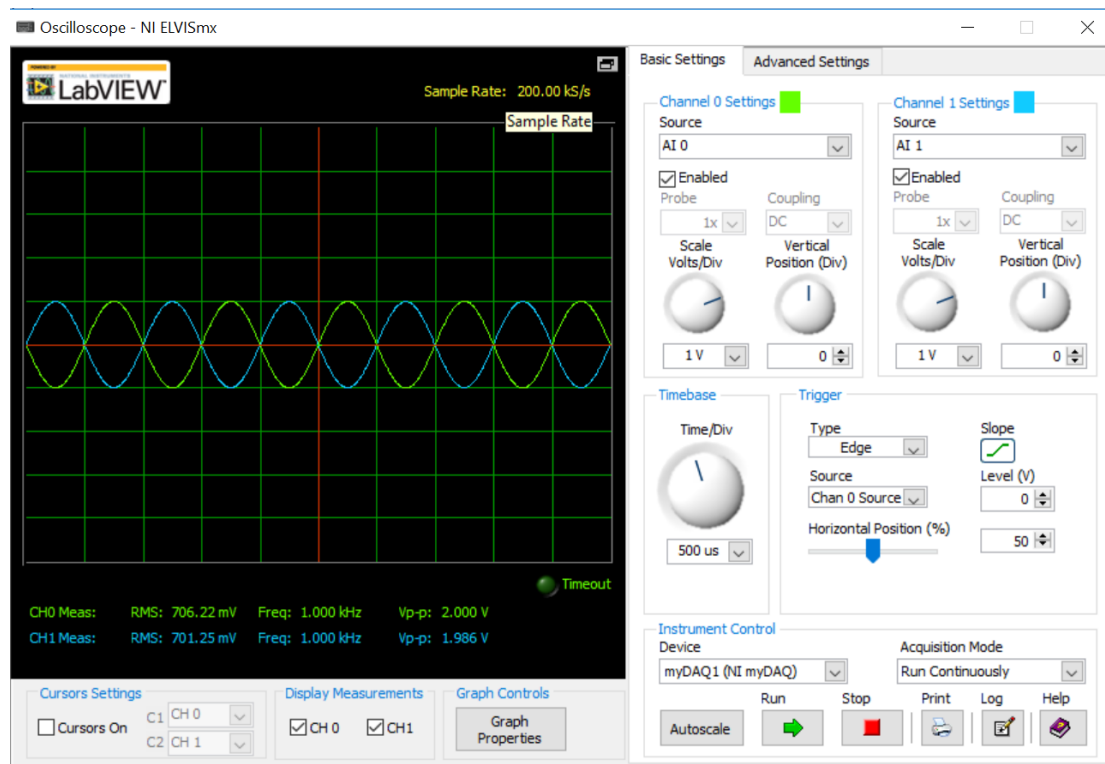 Oscilloscope - NI ELVISmx
POWERED BY
NATIONAL INSTRUMENTS
LabVIEW
Sample Rate: 200.00 kS/s
Sample Rate
Timeout
CH0 Meas: RMS: 706.22 mV Freq: 1.000 kHz Vp-p: 2.000 V
CH1 Meas: RMS: 701.25 mV Freq: 1.000 kHz Vp-p: 1.986 V
Cursors Settings
Cursors On
C1 CH 0
C2 CH 1
Display Measurements
CH 0 CH1
Graph Controls
Graph
Properties
Basic Settings Advanced Settings
Channel 0 Settings
Source
AI 0
Enabled
Probe Coupling
1x DC
Scale Vertical
Volts/Div Position (Div)
1 V 0
Channel 1 Settings
Source
AI 1
Enabled
Probe Coupling
1x DC
Scale Vertical
Volts/Div Position (Div)
1 V 0
Timebase
Time/Div
500 us
Trigger
Type Slope
Edge
Source Level (V)
Chan 0 Source 0
Horizontal Position (%)
50
Instrument Control
Device Acquisition Mode
myDAQ1 (NI myDAQ) Run Continuously
Run Stop Print Log Help
Autoscale